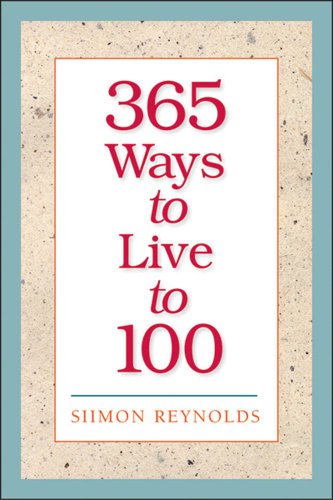 365
Ways
to
Live
to
100
SIIMON REYNOLDS